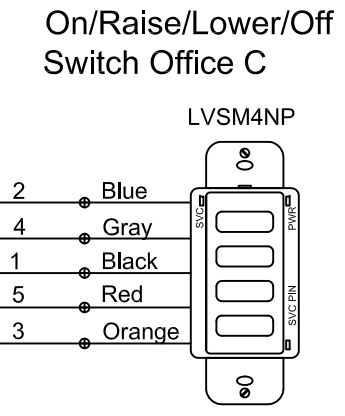 On/Raise/Lower/Off
Switch Office C
LVSM4NP
2 Blue
4 Gray
1 Black
5 Red
3 Orange
SVC
PWR
SVC PIN